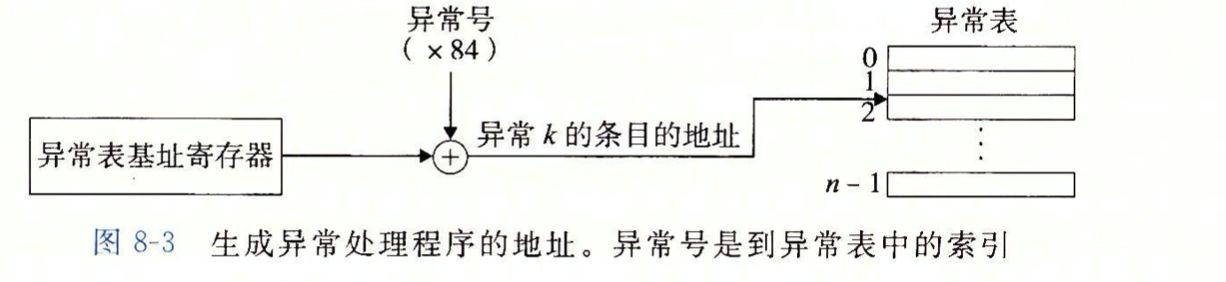 异常号
( ×84 )
异常表
0
1
2
n－1
异常表基址寄存器
+
异常 k 的条目的地址
图 8-3 生成异常处理程序的地址。异常号是到异常表中的索引